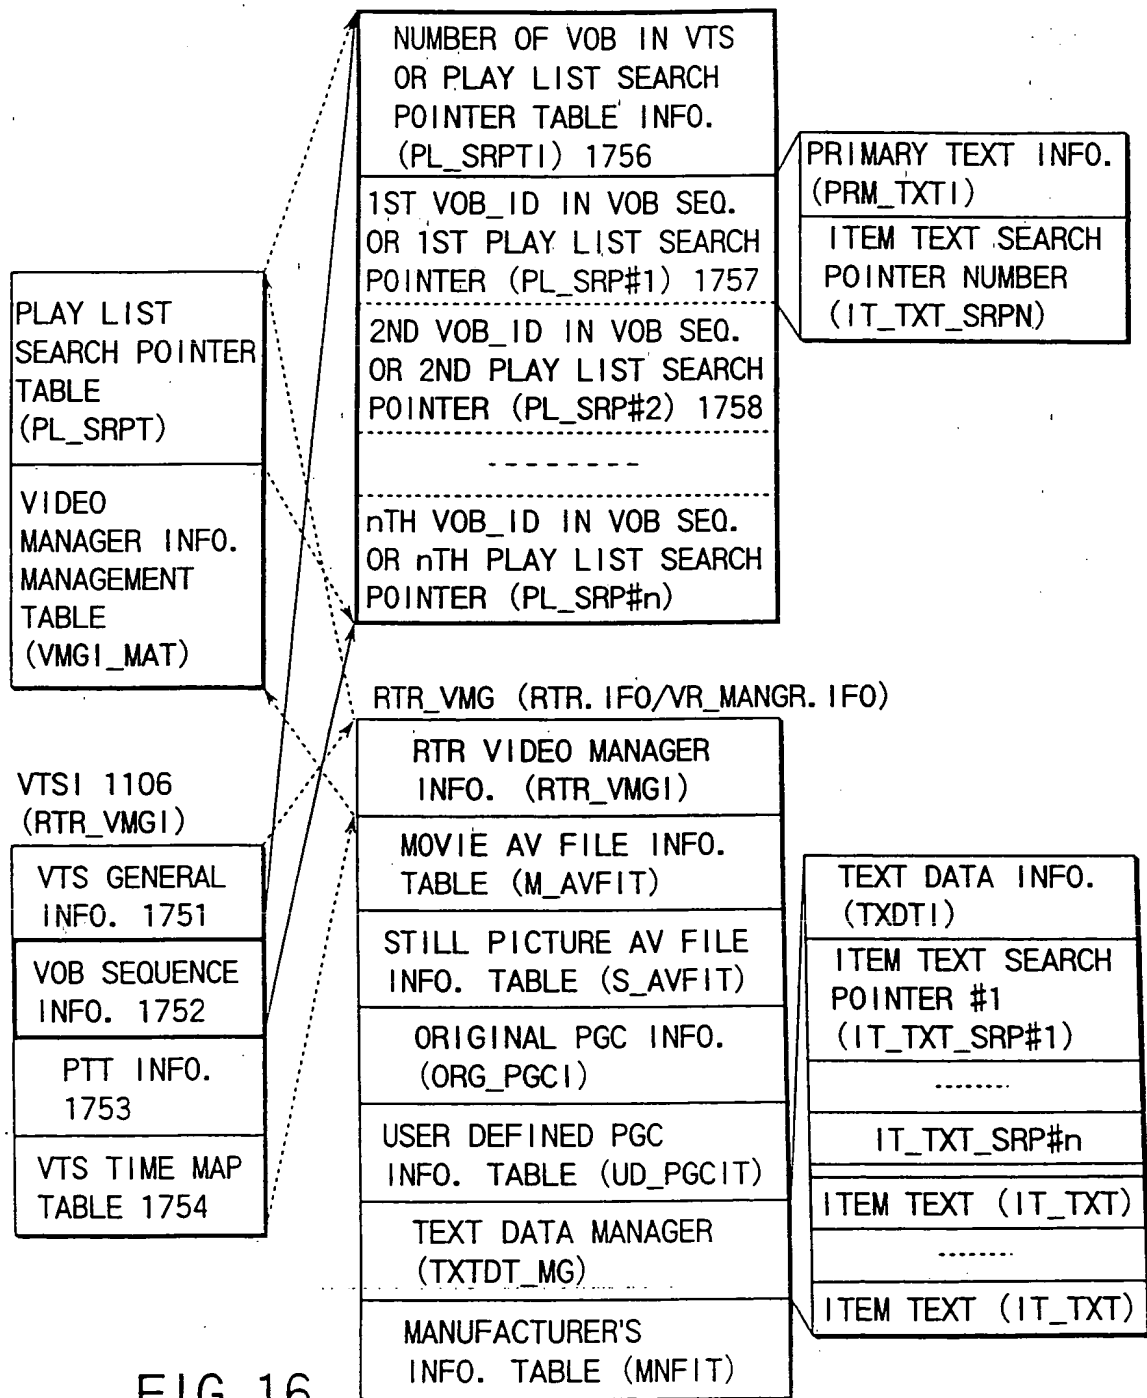 NUMBER OF VOB IN VTS
OR PLAY LIST SEARCH
POINTER TABLE INFO.
(PL_SRPTI) 1756
1ST VOB_ID IN VOB SEQ.
OR 1ST PLAY LIST SEARCH
POINTER (PL_SRP#1) 1757
2ND VOB_ID IN VOB SEQ.
OR 2ND PLAY LIST SEARCH
POINTER (PL_SRP#2) 1758
nTH VOB_ID IN VOB SEQ.
OR nTH PLAY LIST SEARCH
POINTER (PL_SRP#n)
PRIMARY TEXT INFO.
(PRM_TXTI)
ITEM TEXT SEARCH
POINTER NUMBER
(IT_TXT_SRPN)
PLAY LIST
SEARCH POINTER
TABLE
(PL_SRPT)
VIDEO
MANAGER INFO.
MANAGEMENT
TABLE
(VMGI_MAT)
VTSI 1106
(RTR_VMGI)
VTS GENERAL
INFO. 1751
VOB SEQUENCE
INFO. 1752
PTT INFO.
1753
VTS TIME MAP
TABLE 1754
RTR_VMG (RTR.IFO/VR_MANGR.IFO)
RTR VIDEO MANAGER
INFO. (RTR_VMGI)
MOVIE AV FILE INFO.
TABLE (M_AVFIT)
STILL PICTURE AV FILE
INFO. TABLE (S_AVFIT)
ORIGINAL PGC INFO.
(ORG_PGCI)
USER DEFINED PGC
INFO. TABLE (UD_PGCIT)
TEXT DATA MANAGER
(TXTDT_MG)
MANUFACTURER'S
INFO. TABLE (MNFIT)
TEXT DATA INFO.
(TXDTI)
ITEM TEXT SEARCH
POINTER #1
(IT_TXT_SRP#1)
IT_TXT_SRP#n
ITEM TEXT (IT_TXT)
ITEM TEXT (IT_TXT)
FIG. 16